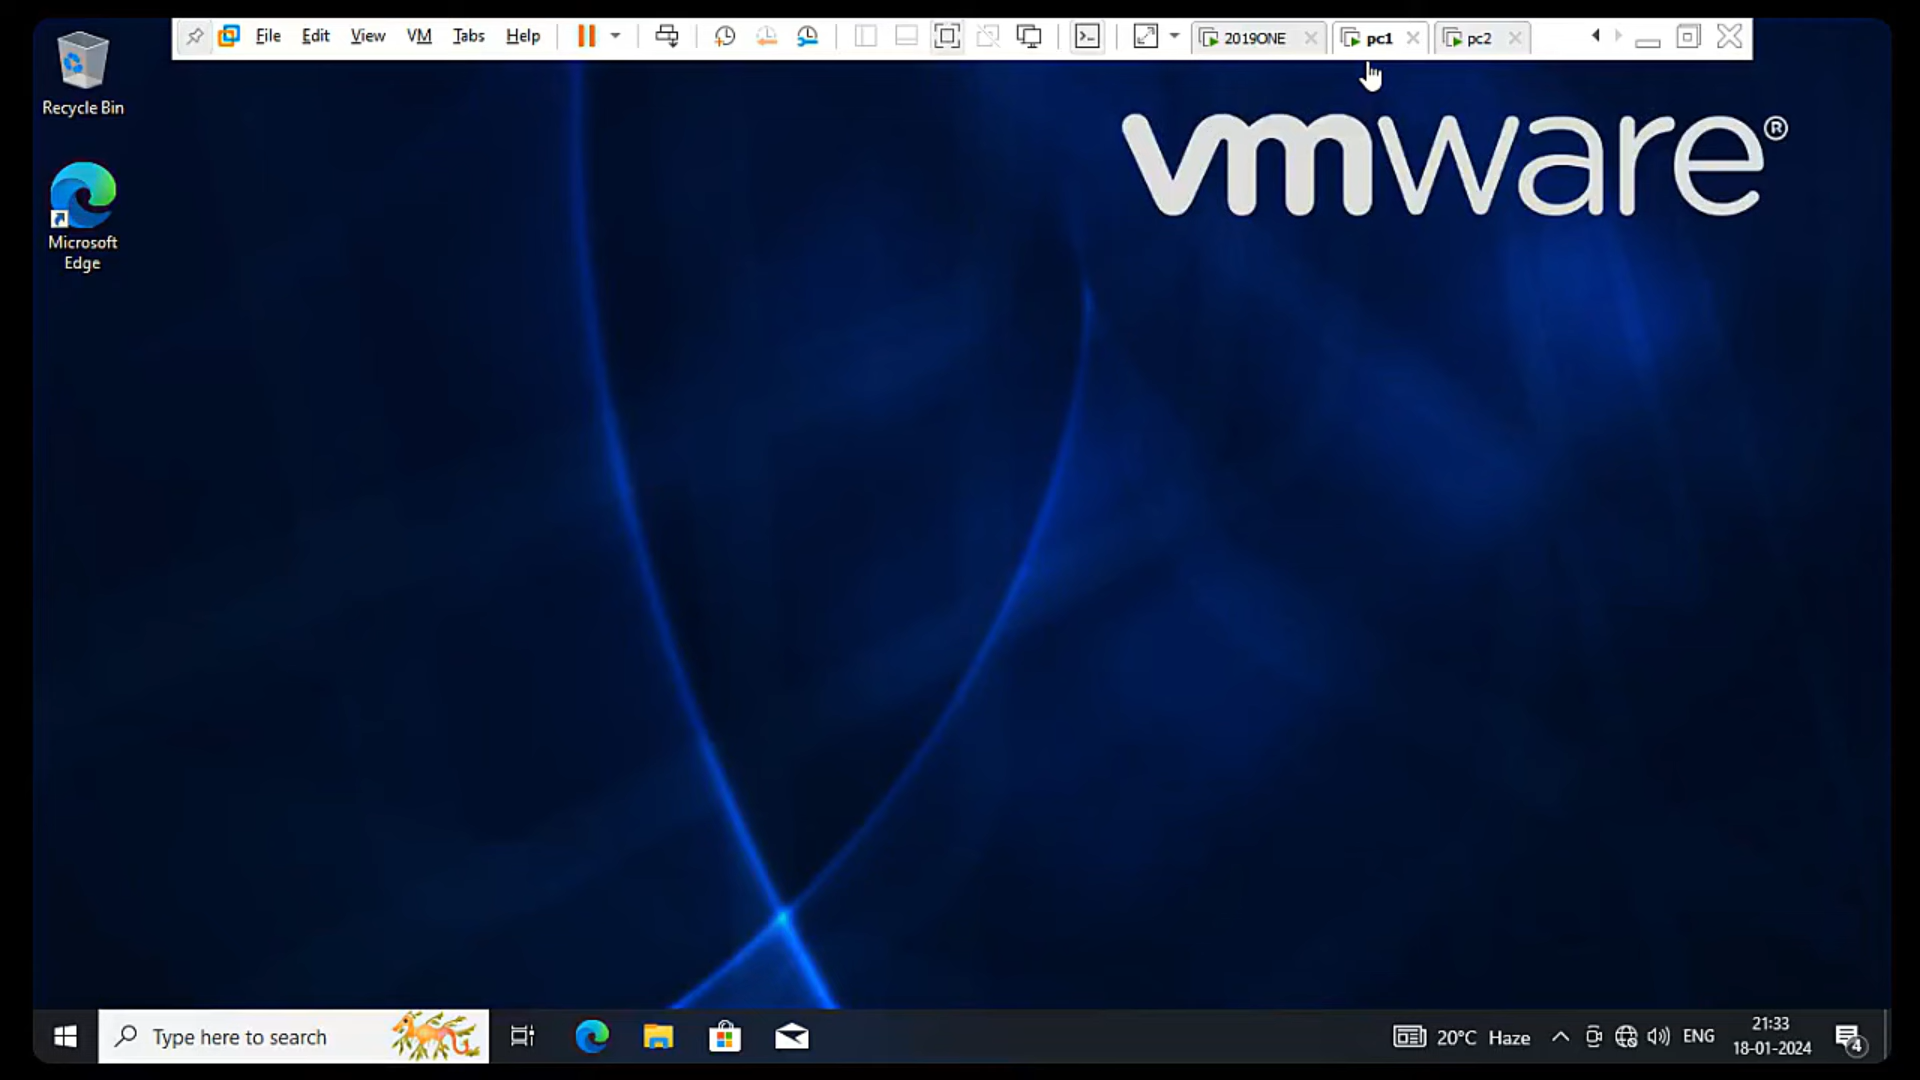 File Edit View VM Tabs Help 2019ONE pc1 pc2
Recycle Bin
vmware®
Microsoft
Edge
Type here to search
20°C Haze ENG
21:33
18-01-2024
4